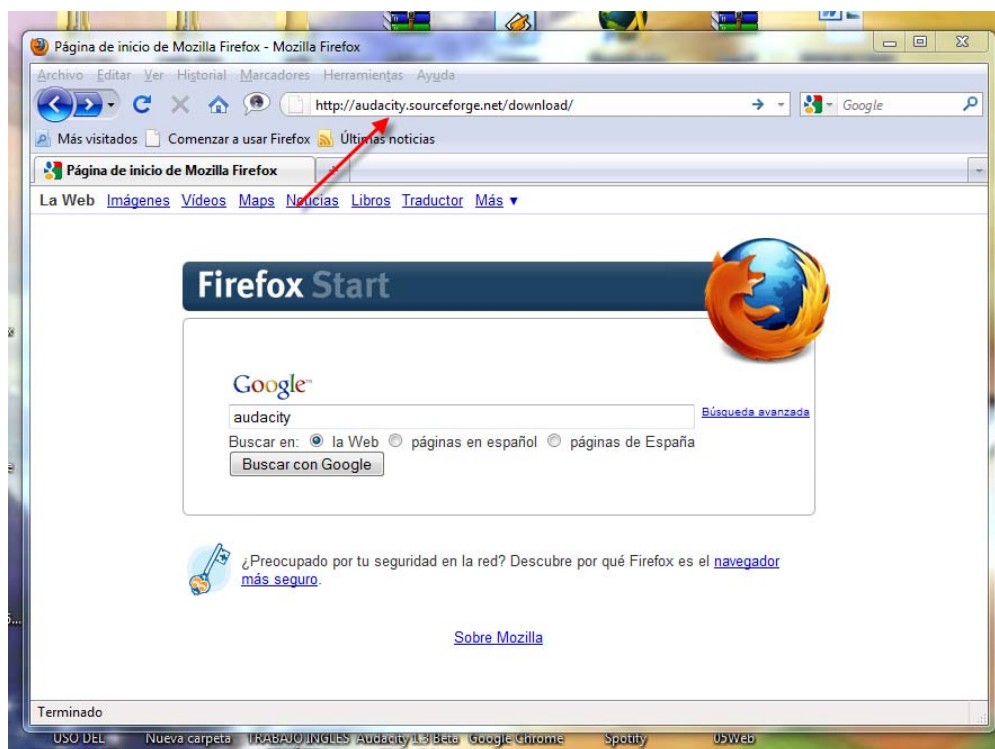 Página de inicio de Mozilla Firefox - Mozilla Firefox
Archivo Editar Ver Historial Marcadores Herramientas Ayuda
http://audacity.sourceforge.net/download/ Google
Más visitados Comenzar a usar Firefox Últimas noticias
Página de inicio de Mozilla Firefox
La Web Imágenes Vídeos Maps Noticias Libros Traductor Más ▼
Firefox Start
Google™
audacity
Búsqueda avanzada
Buscar en: la Web páginas en español páginas de España
Buscar con Google
¿Preocupado por tu seguridad en la red? Descubre por qué Firefox es el navegador
más seguro.
Sobre Mozilla
Terminado
USO DEL Nueva carpeta TRABAJO INGLES Audacity 1.3 Beta Google Chrome Spotify 05Web